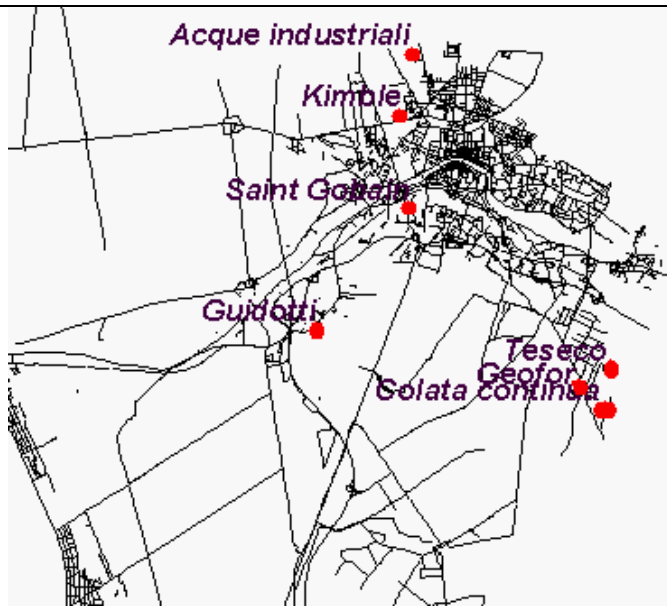 Acque industriali
Kimble
Saint Gobain
Guidotti
Teseco
Geofor
Colata continua